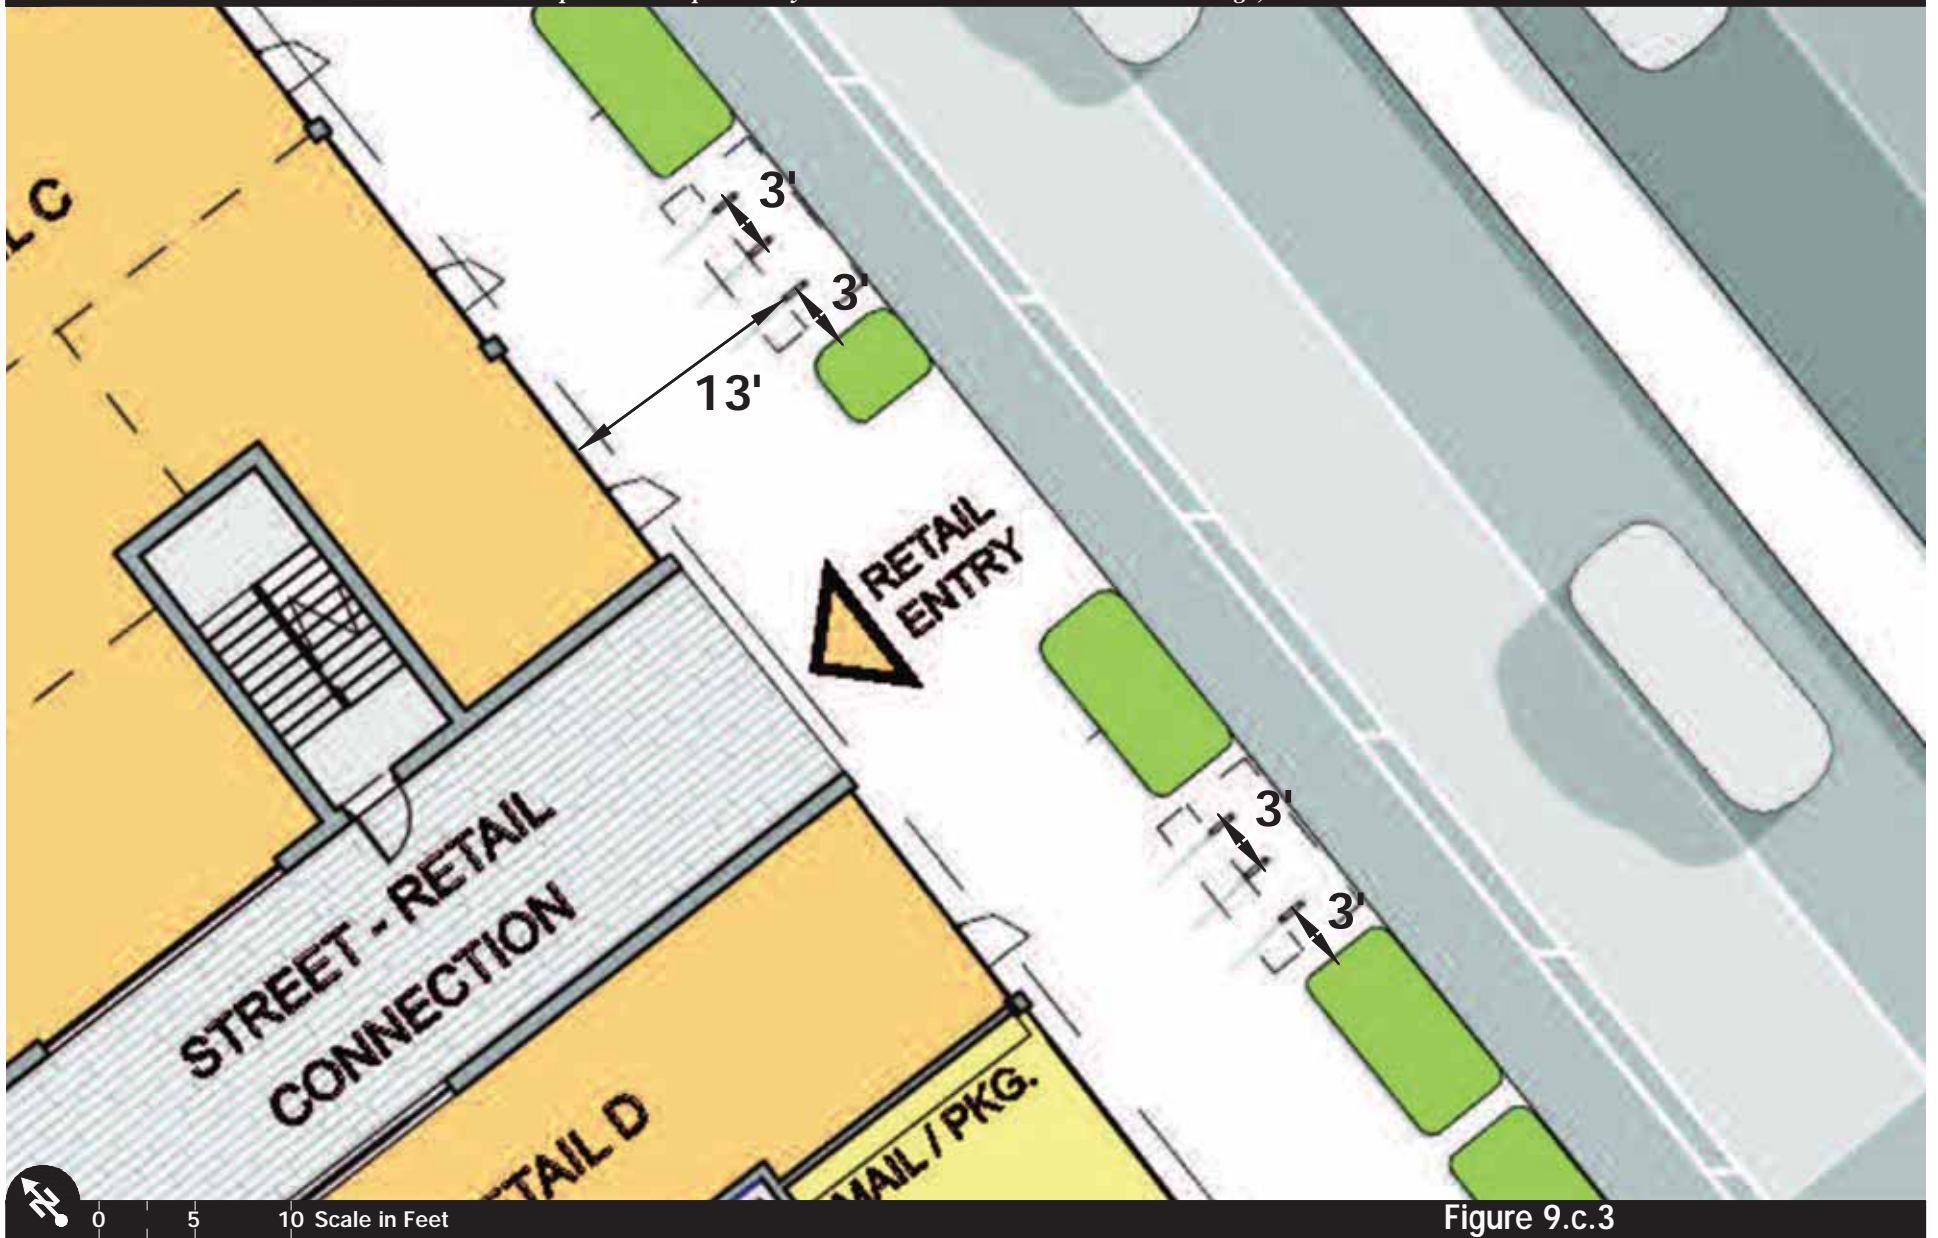 L C
3'
3'
13'
RETAIL
ENTRY
3'
3'
STREET - RETAIL
CONNECTION
TAIL D
MAIL / PKG.
N
0 5 10 Scale in Feet
Figure 9.c.3